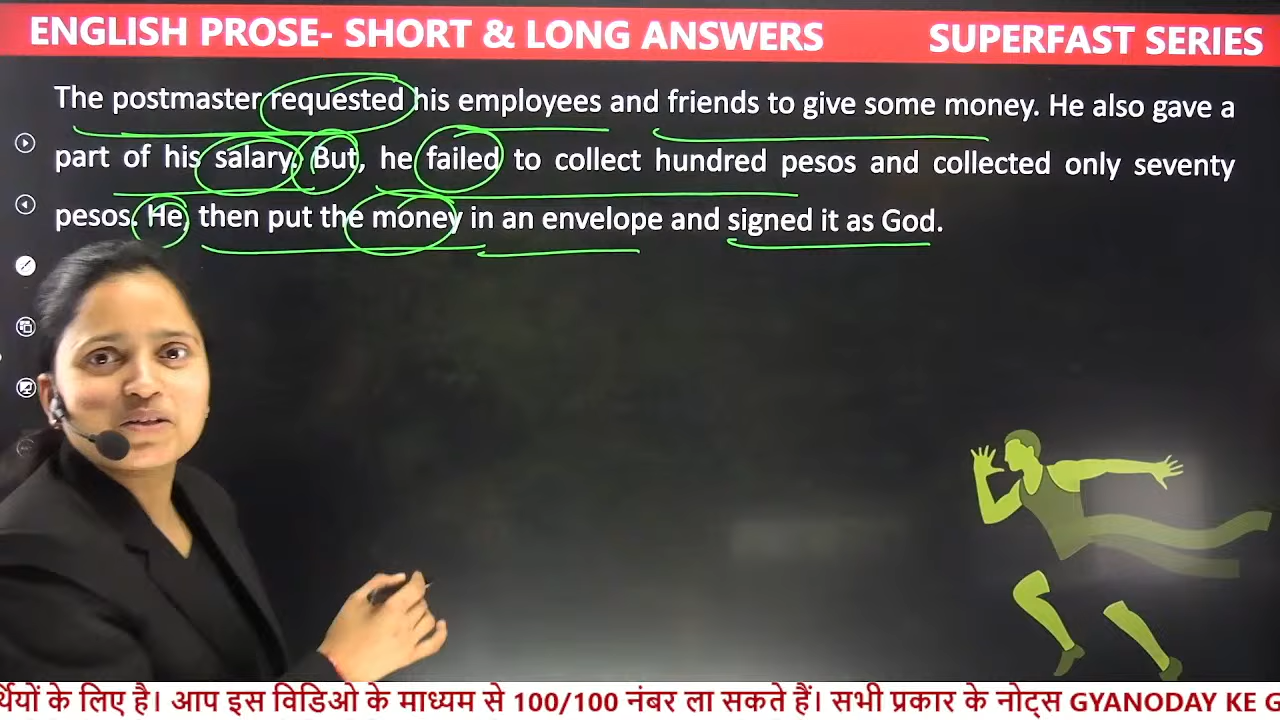 ENGLISH PROSE- SHORT & LONG ANSWERS
SUPERFAST SERIES
The postmaster requested his employees and friends to give some money. He also gave a
part of his salary. But, he failed to collect hundred pesos and collected only seventy
pesos. He, then put the money in an envelope and signed it as God.
के लिए है। आप इस विडिओ के माध्यम से 100/100 नंबर ला सकते हैं। सभी प्रकार के नोट्स GYANODAY KE